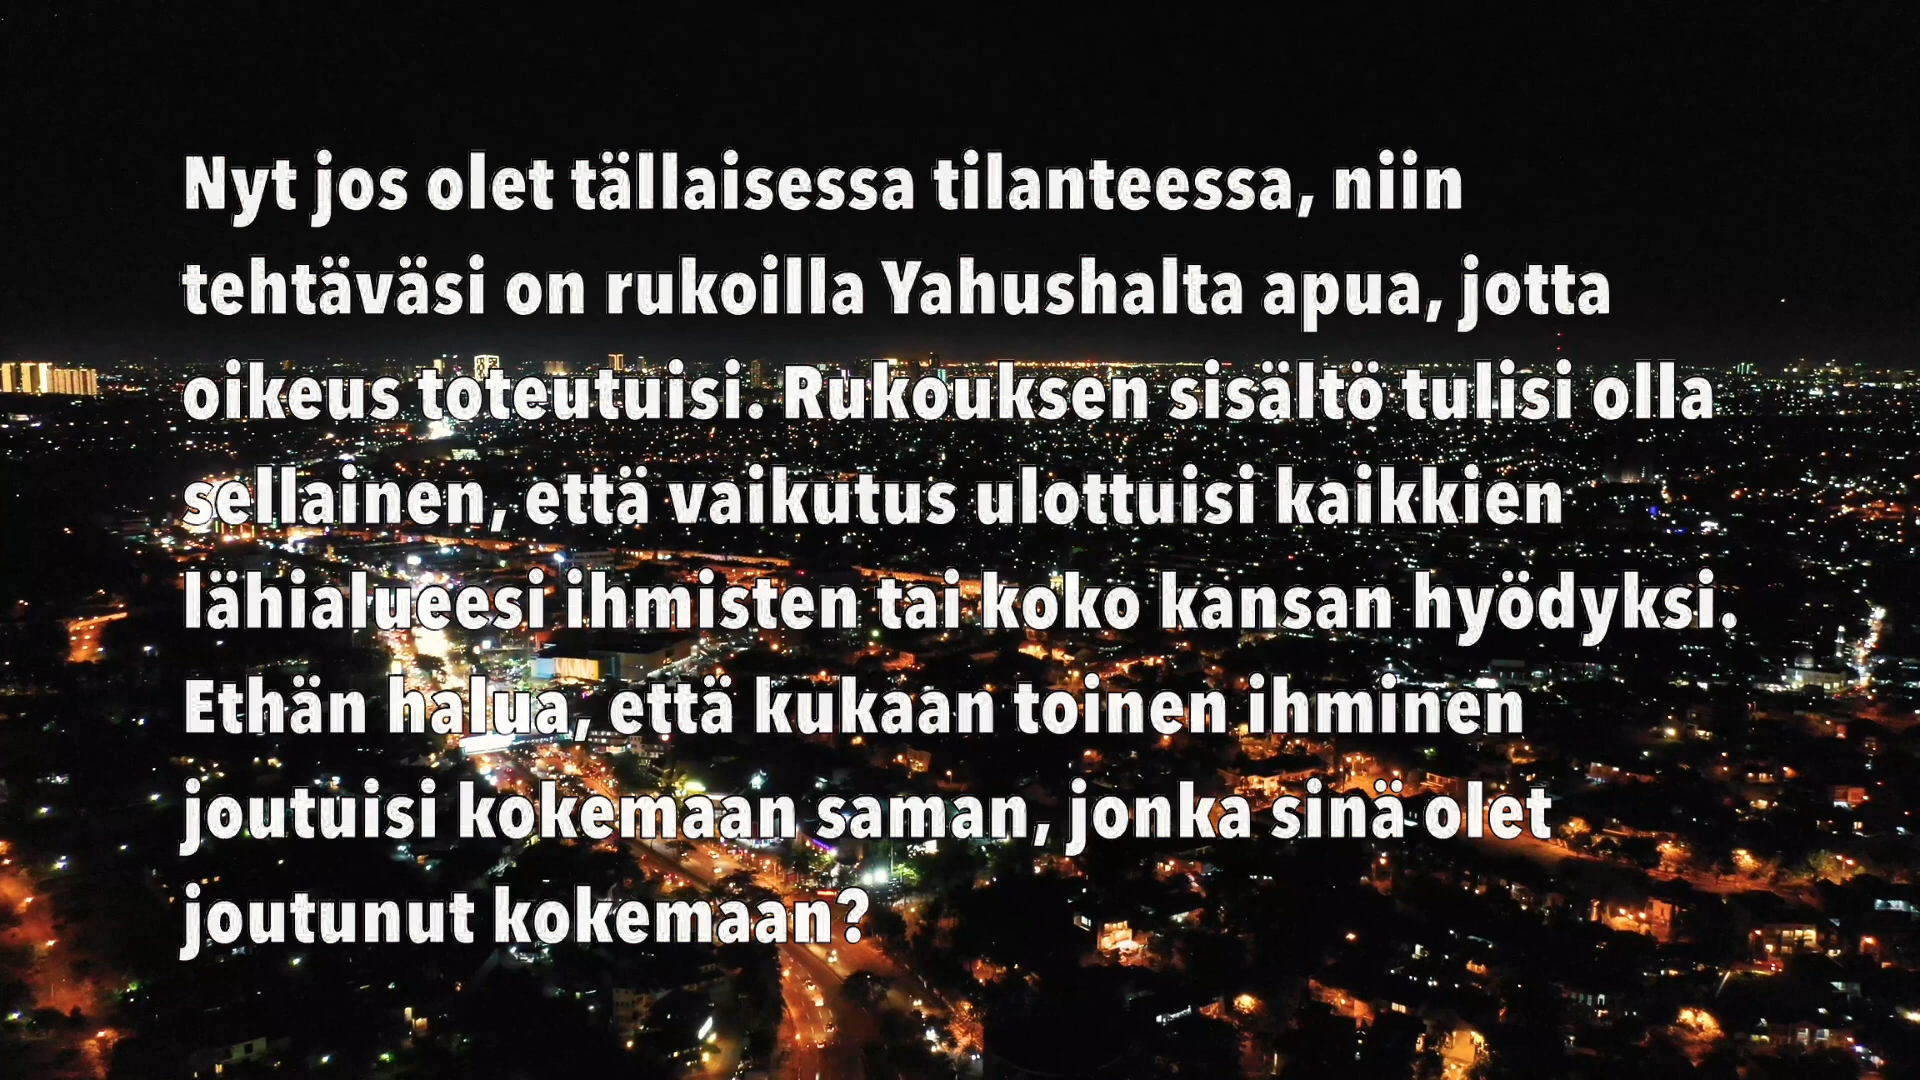 Nyt jos olet tällaisessa tilanteessa, niin
tehtäväsi on rukoilla Yahushalta apua, jotta
oikeus toteutuisi. Rukouksen sisältö tulisi olla
sellainen, että vaikutus ulottuisi kaikkien
lähialueesi ihmisten tai koko kansan hyödyksi.
Ethän halua, että kukaan toinen ihminen
joutuisi kokemaan saman, jonka sinä olet
joutunut kokemaan?